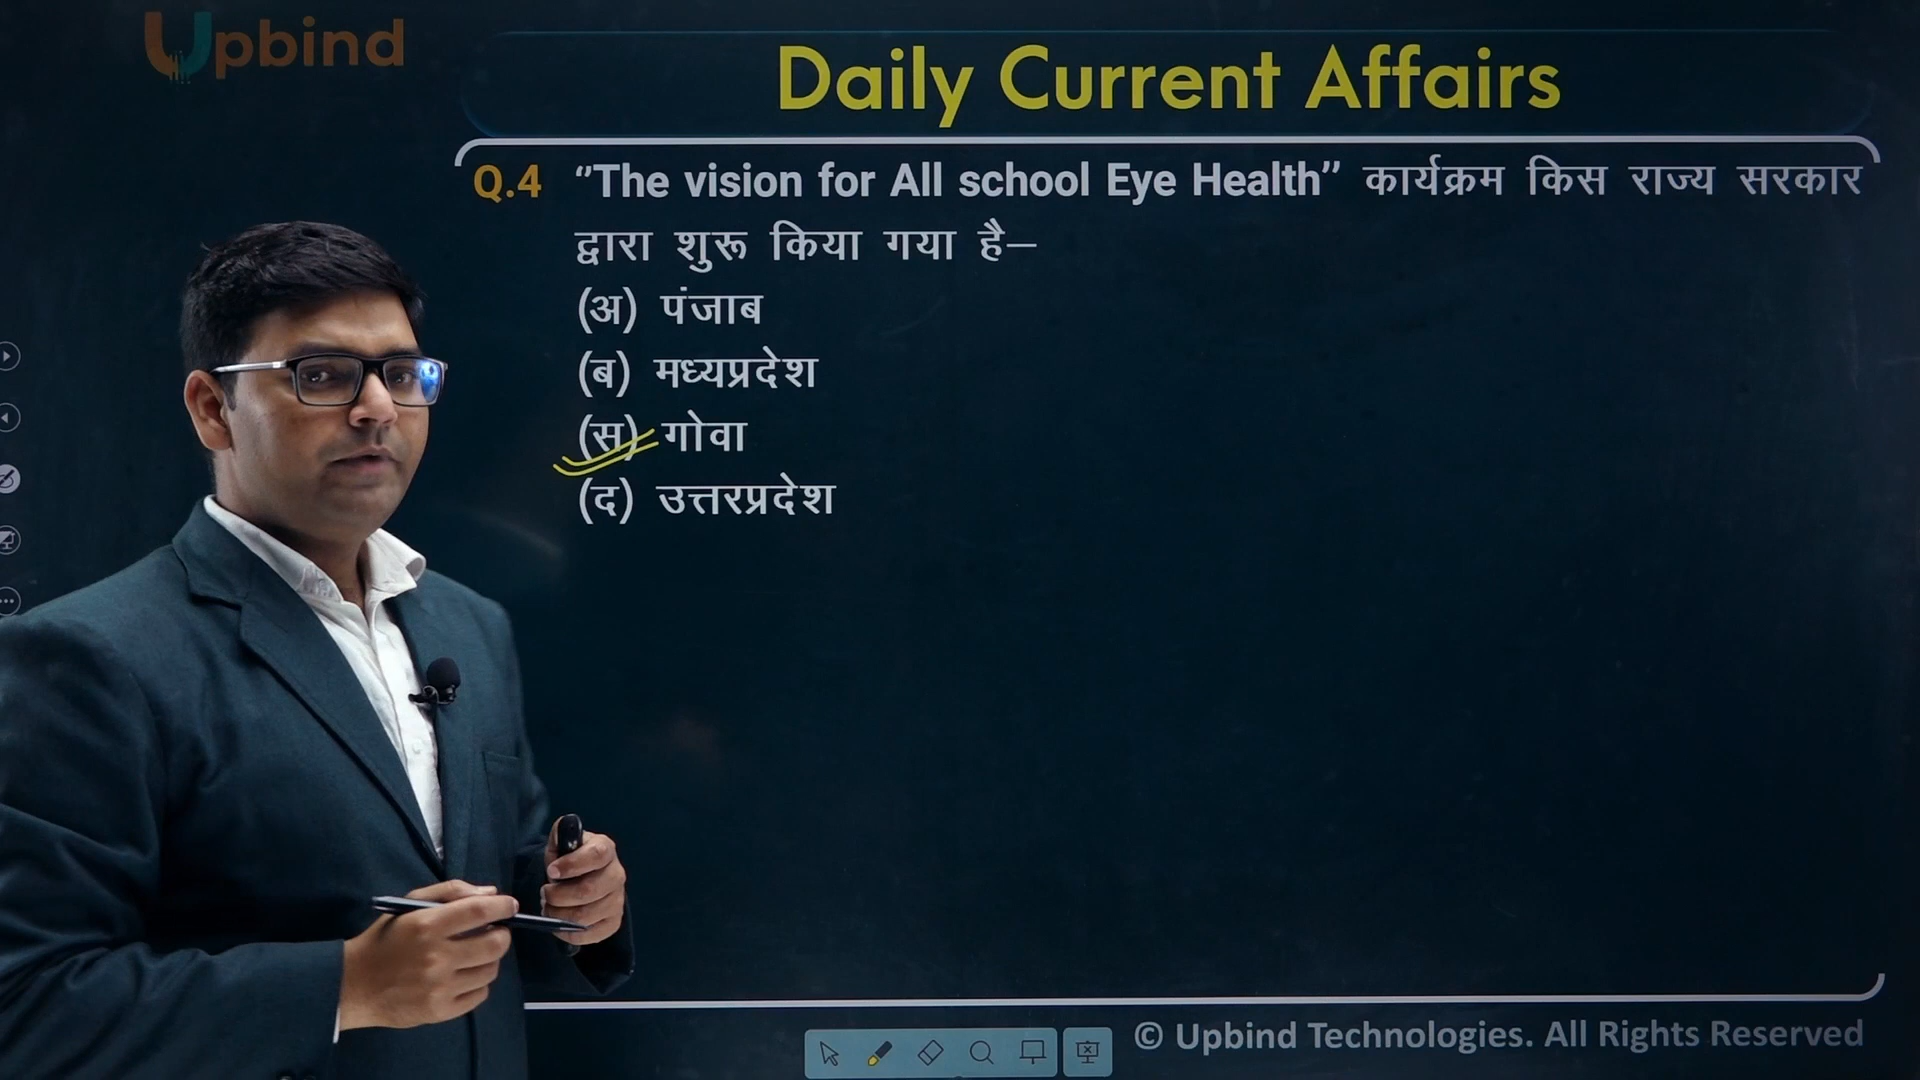 Upbind
Daily Current Affairs
Q.4 “The vision for All school Eye Health” कार्यक्रम किस राज्य सरकार
द्वारा शुरू किया गया है–
(अ) पंजाब
(ब) मध्यप्रदेश
(स) गोवा
(द) उत्तरप्रदेश
© Upbind Technologies. All Rights Reserved